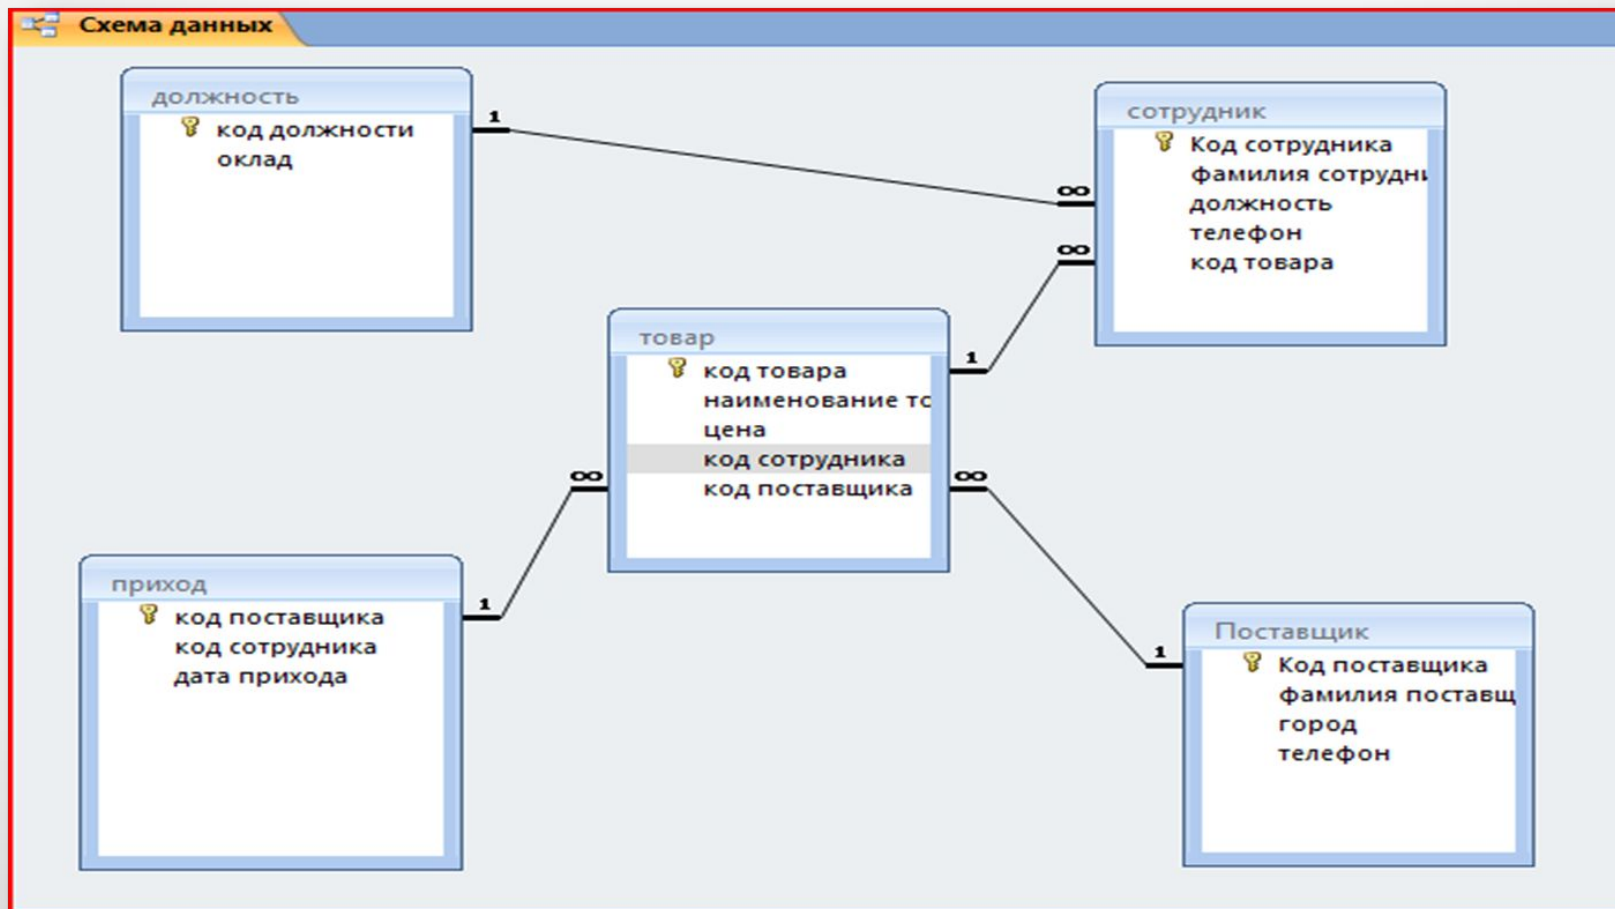 Схема данных
должность
код должности
оклад
1
∞
сотрудник
Код сотрудника
фамилия сотрудни
должность
телефон
код товара
∞
1
товар
код товара
наименование то
цена
код сотрудника
код поставщика
∞
∞
приход
код поставщика
код сотрудника
дата прихода
1
1
Поставщик
Код поставщика
фамилия поставщ
город
телефон